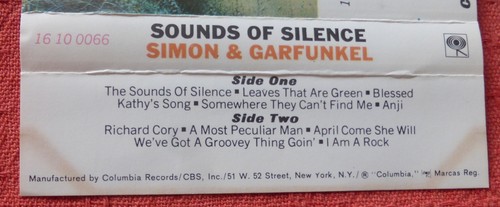 16 10 0066
SOUNDS OF SILENCE
SIMON & GARFUNKEL
Side One
The Sounds Of Silence ▪ Leaves That Are Green ▪ Blessed
Kathy's Song ▪ Somewhere They Can't Find Me ▪ Anji
Side Two
Richard Cory ▪ A Most Peculiar Man ▪ April Come She Will
We've Got A Groovey Thing Goin' ▪ I Am A Rock
Manufactured by Columbia Records/CBS, Inc./51 W. 52 Street, New York, N.Y./ ® "Columbia," Marcas Reg.